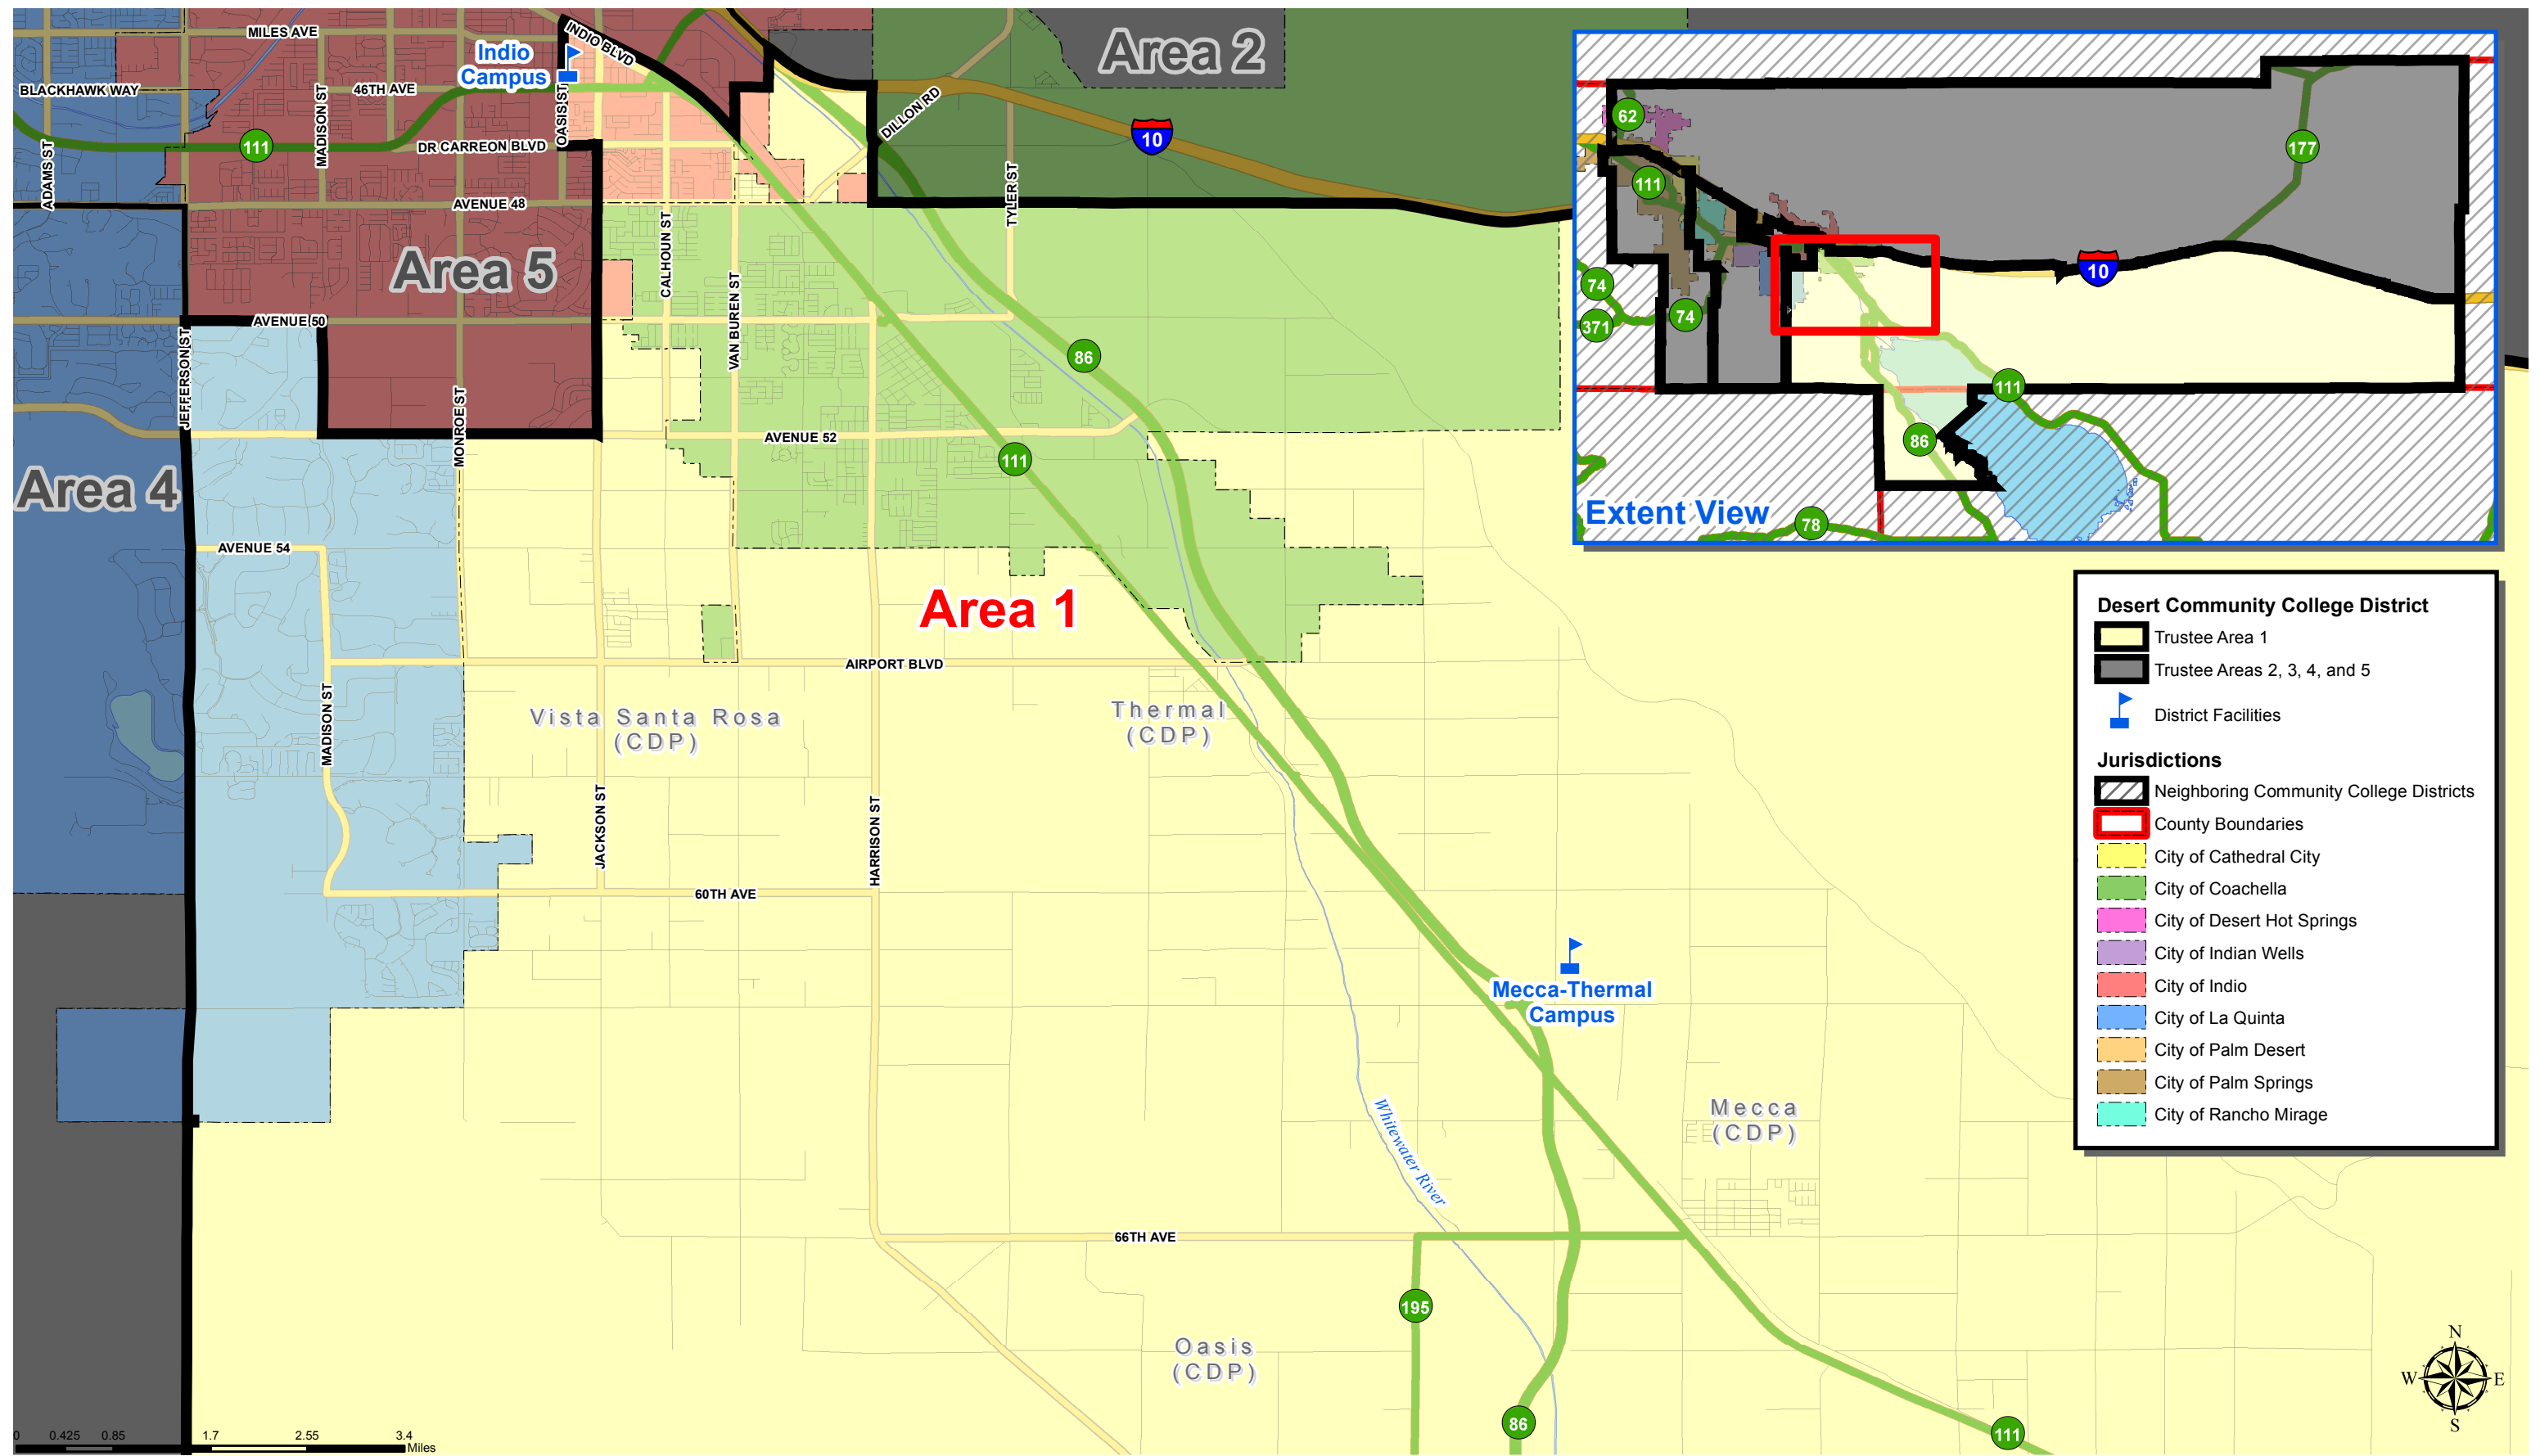 MILES AVE
INDIO BLVD
Indio
Campus
Area 2
BLACKHAWK WAY
46TH AVE
MADISON ST
OASIS ST
DILLON RD
111
DR CARREON BLVD
10
ADAMS ST
AVENUE 48
TYLER ST
CALHOUN ST
Area 5
VAN BUREN ST
AVENUE 50
JEFFERSON ST
86
MONROE ST
AVENUE 52
111
Area 4
AVENUE 54
Area 1
AIRPORT BLVD
MADISON ST
Vista Santa Rosa
(CDP)
Thermal
(CDP)
JACKSON ST
HARRISON ST
60TH AVE
Mecca-Thermal
Campus
Whitewater River
Mecca
(CDP)
66TH AVE
195
Oasis
(CDP)
86
111
0 0.425 0.85 1.7 2.55 3.4
Miles
62
177
111
10
74
74
371
111
86
Extent View
78
Desert Community College District
Trustee Area 1
Trustee Areas 2, 3, 4, and 5
District Facilities
Jurisdictions
Neighboring Community College Districts
County Boundaries
City of Cathedral City
City of Coachella
City of Desert Hot Springs
City of Indian Wells
City of Indio
City of La Quinta
City of Palm Desert
City of Palm Springs
City of Rancho Mirage
N
W
E
S